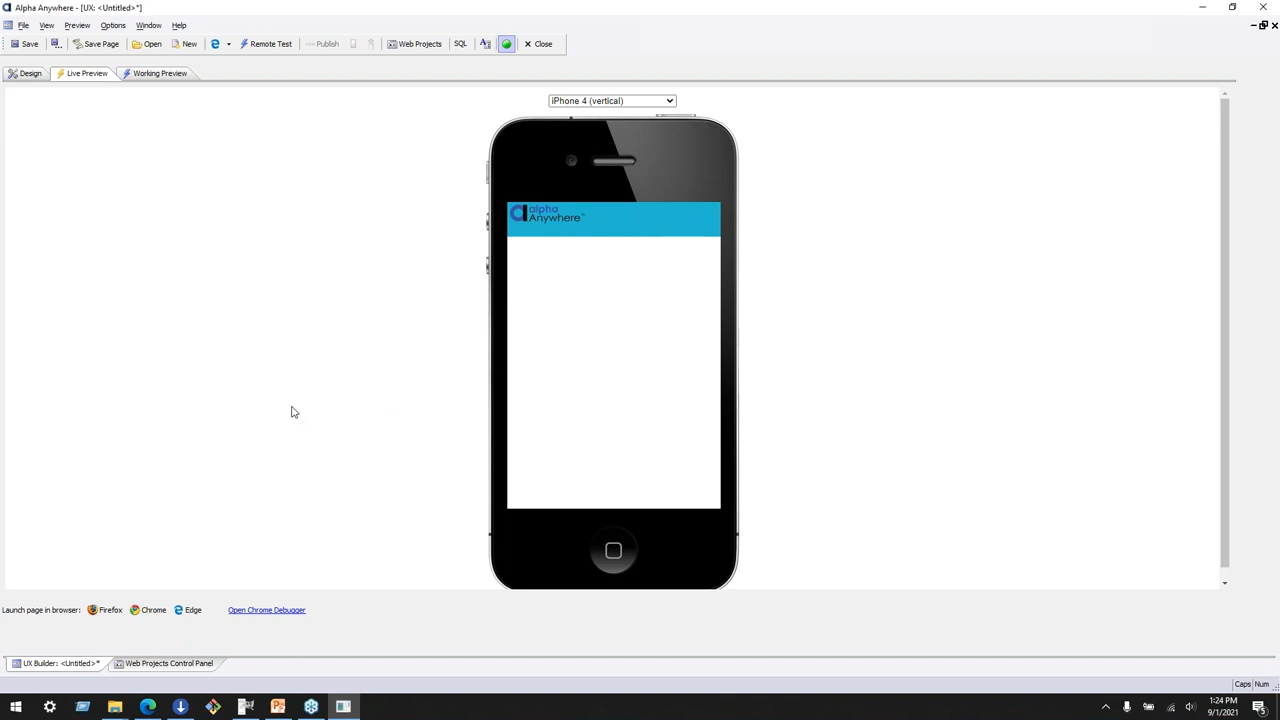 Alpha Anywhere - [UX: <Untitled>*]
File View Preview Options Window Help
Save Save Page Open New Remote Test Publish Web Projects SQL Close
Design Live Preview Working Preview
iPhone 4 (vertical)
alpha
Anywhere™
Launch page in browser: Firefox Chrome Edge Open Chrome Debugger
UX Builder: <Untitled>* Web Projects Control Panel
Caps Num
1:24 PM
9/1/2021